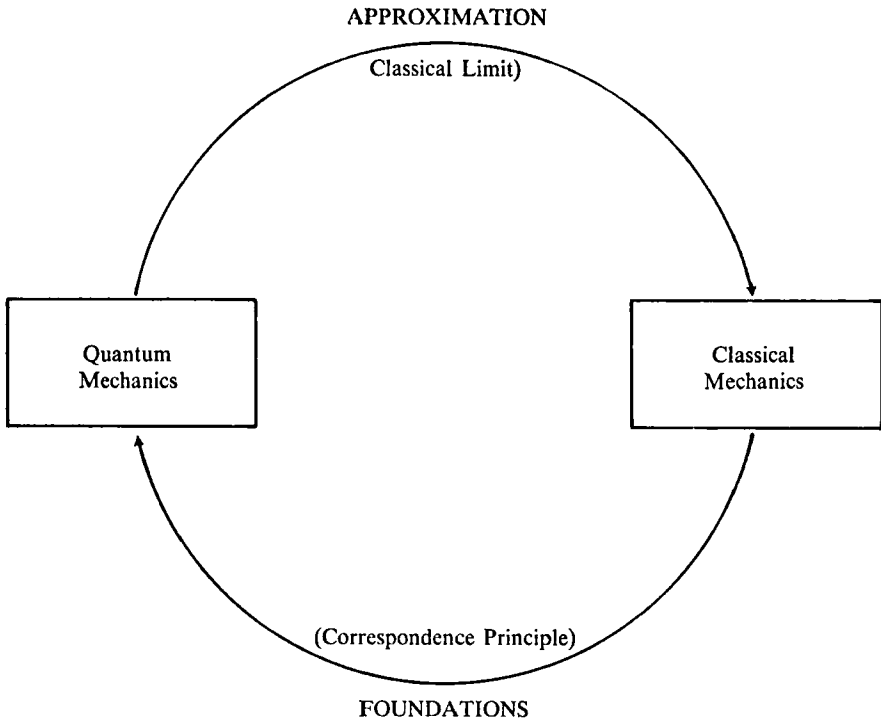 APPROXIMATION
Classical Limit)
Quantum
Mechanics
Classical
Mechanics
(Correspondence Principle)
FOUNDATIONS